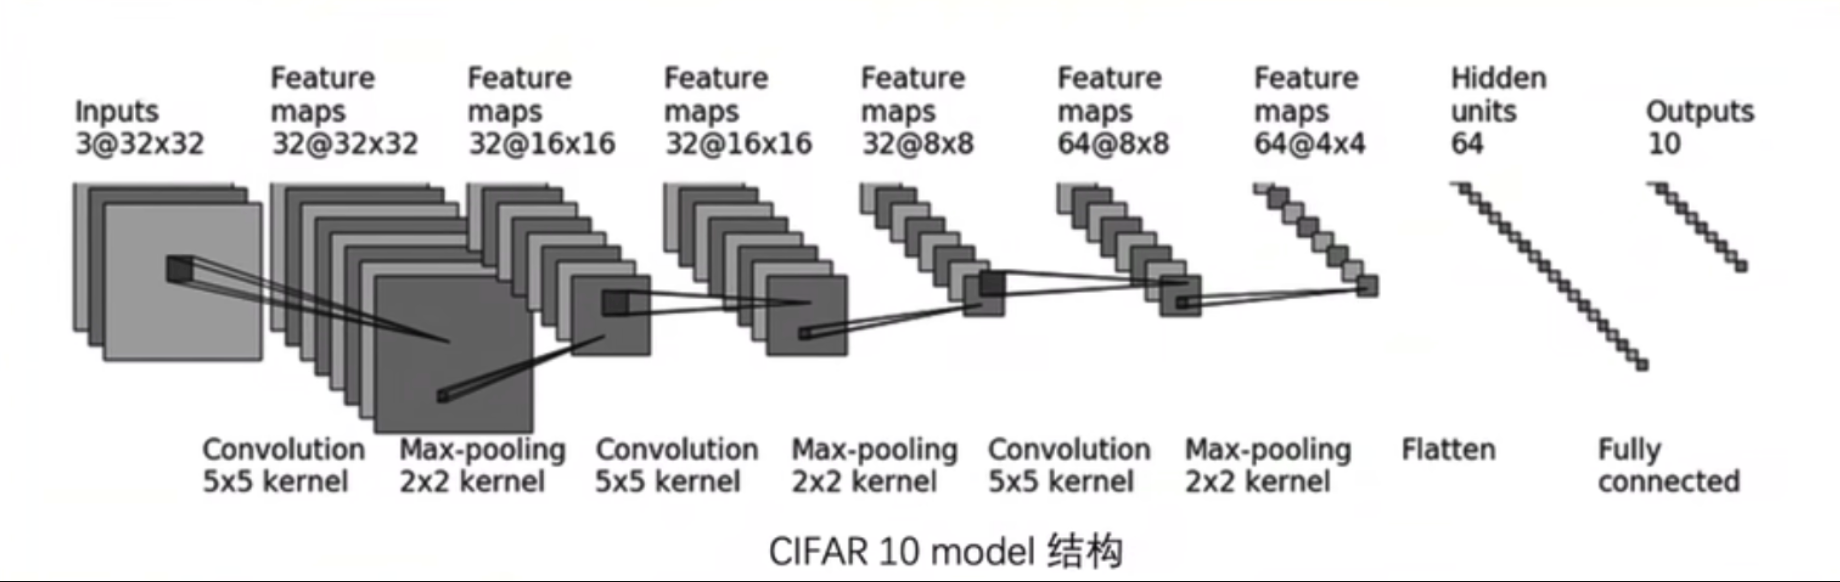 Inputs
3@32x32
Feature
maps
32@32x32
Feature
maps
32@16x16
Feature
maps
32@16x16
Feature
maps
32@8x8
Feature
maps
64@8x8
Feature
maps
64@4x4
Hidden
units
64
Outputs
10
Convolution
5x5 kernel
Max-pooling
2x2 kernel
Convolution
5x5 kernel
Max-pooling
2x2 kernel
Convolution
5x5 kernel
Max-pooling
2x2 kernel
Flatten
Fully
connected
CIFAR 10 model 结构